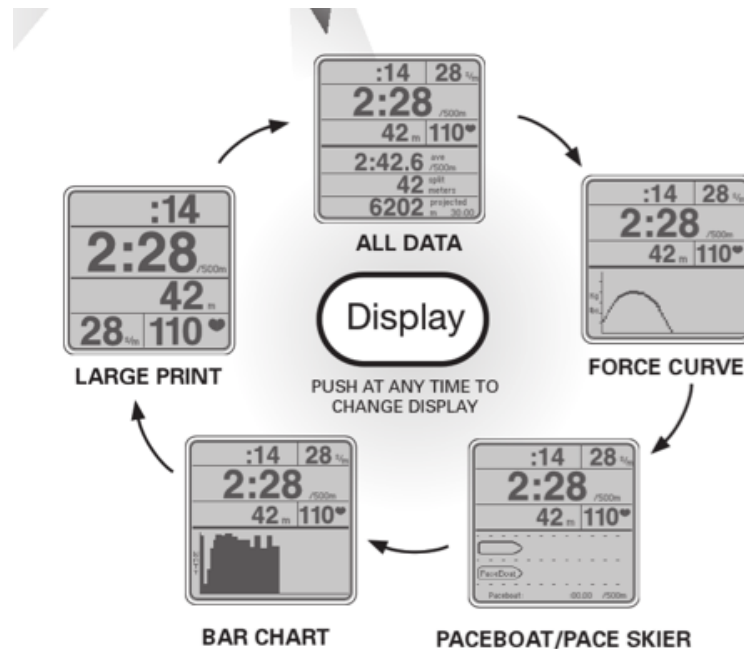 :14 28 s/m
2:28 /500m
42 m 110
2:42.6 ave /500m
42 split meters
6202 projected m 30:00
ALL DATA
:14 28 s/m
2:28 /500m
42 m 110
FORCE CURVE
:14
2:28 /500m
42 m
28 s/m 110
LARGE PRINT
Display
PUSH AT ANY TIME TO
CHANGE DISPLAY
:14 28 s/m
2:28 /500m
42 m 110
BAR CHART
:14 28 s/m
2:28 /500m
42 m 110
PaceBoat
Paceboat: :00.00 /500m
PACEBOAT/PACE SKIER